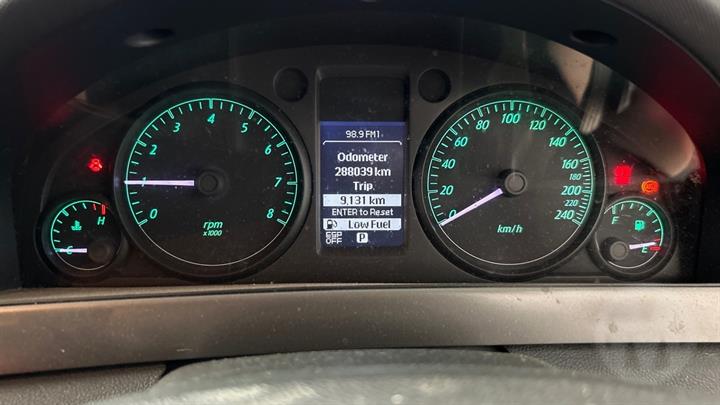 98.9 FM1
Odometer
288039 km
Trip
9,131 km
ENTER to Reset
Low Fuel
ESP
OFF
P
0 1 2 3 4 5 6 7 8
rpm
x1000
C H
0 20 40 60 80 100 120 140 160 180 200 220 240
km/h
F E